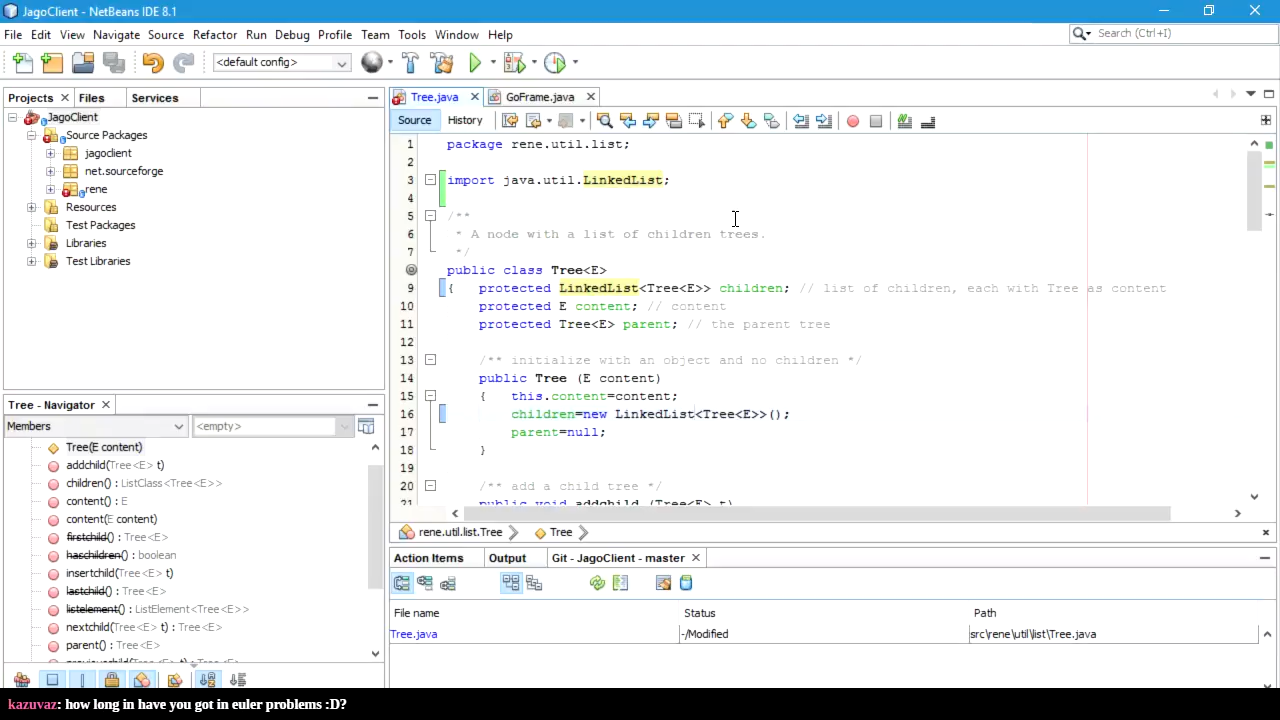 JagoClient - NetBeans IDE 8.1
File Edit View Navigate Source Refactor Run Debug Profile Team Tools Window Help
Search (Ctrl+I)
<default config>
Projects Files Services
Tree.java GoFrame.java
JagoClient
Source Packages
jagoclient
net.sourceforge
rene
Resources
Test Packages
Libraries
Test Libraries
Source History
1 package rene.util.list;
2
3 import java.util.LinkedList;
4
5 /**
6 * A node with a list of children trees.
7 */
public class Tree<E>
9 { protected LinkedList<Tree<E>> children; // list of children, each with Tree as content
10 protected E content; // content
11 protected Tree<E> parent; // the parent tree
12
13 /** initialize with an object and no children */
14 public Tree (E content)
15 { this.content=content;
16 children=new LinkedList<Tree<E>>();
17 parent=null;
18 }
19
20 /** add a child tree */
21 public void addchild (Tree<E> t)
Tree - Navigator
Members <empty>
Tree(E content)
addchild(Tree<E> t)
children() : ListClass<Tree<E>>
content() : E
content(E content)
firstchild() : Tree<E>
haschildren() : boolean
insertchild(Tree<E> t)
lastchild() : Tree<E>
listelement() : ListElement<Tree<E>>
nextchild(Tree<E> t) : Tree<E>
parent() : Tree<E>
previouschild(Tree<E> t) : Tree<E>
rene.util.list.Tree Tree
Action Items Output Git - JagoClient - master
File name Status Path
Tree.java -/Modified src\rene\util\list\Tree.java
kazuvaz: how long in have you got in euler problems :D?